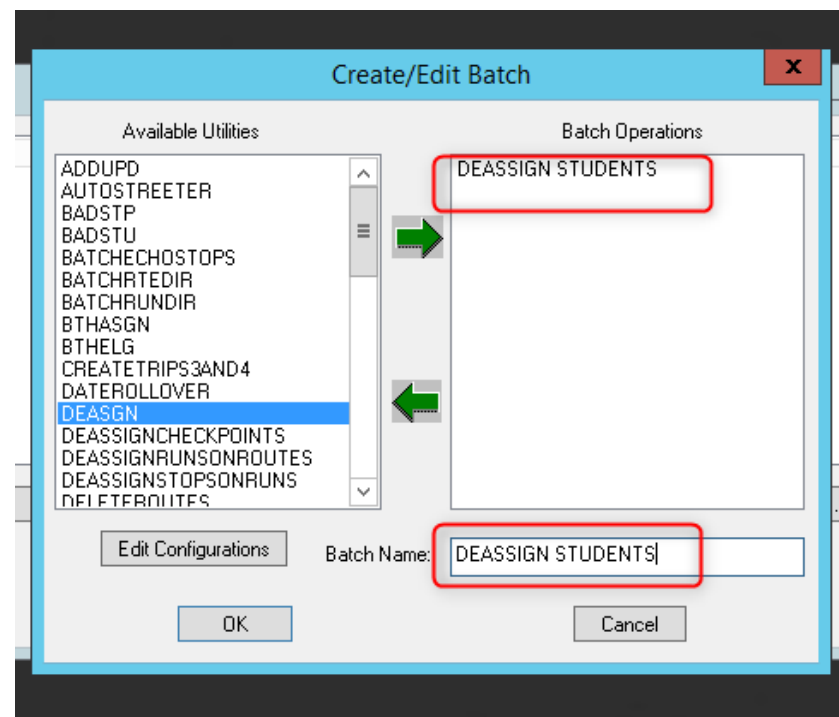 Create/Edit Batch
x
Available Utilities
Batch Operations
ADDUPD
AUTOSTREETER
BADSTP
BADSTU
BATCHECHOSTOPS
BATCHRTEDIR
BATCHRUNDIR
BTHASGN
BTHELG
CREATETRIPS3AND4
DATEROLLOVER
DEASGN
DEASSIGNCHECKPOINTS
DEASSIGNRUNSONROUTES
DEASSIGNSTOPSONRUNS
DELETEROUTES
DEASSIGN STUDENTS
Edit Configurations
Batch Name: DEASSIGN STUDENTS
OK
Cancel